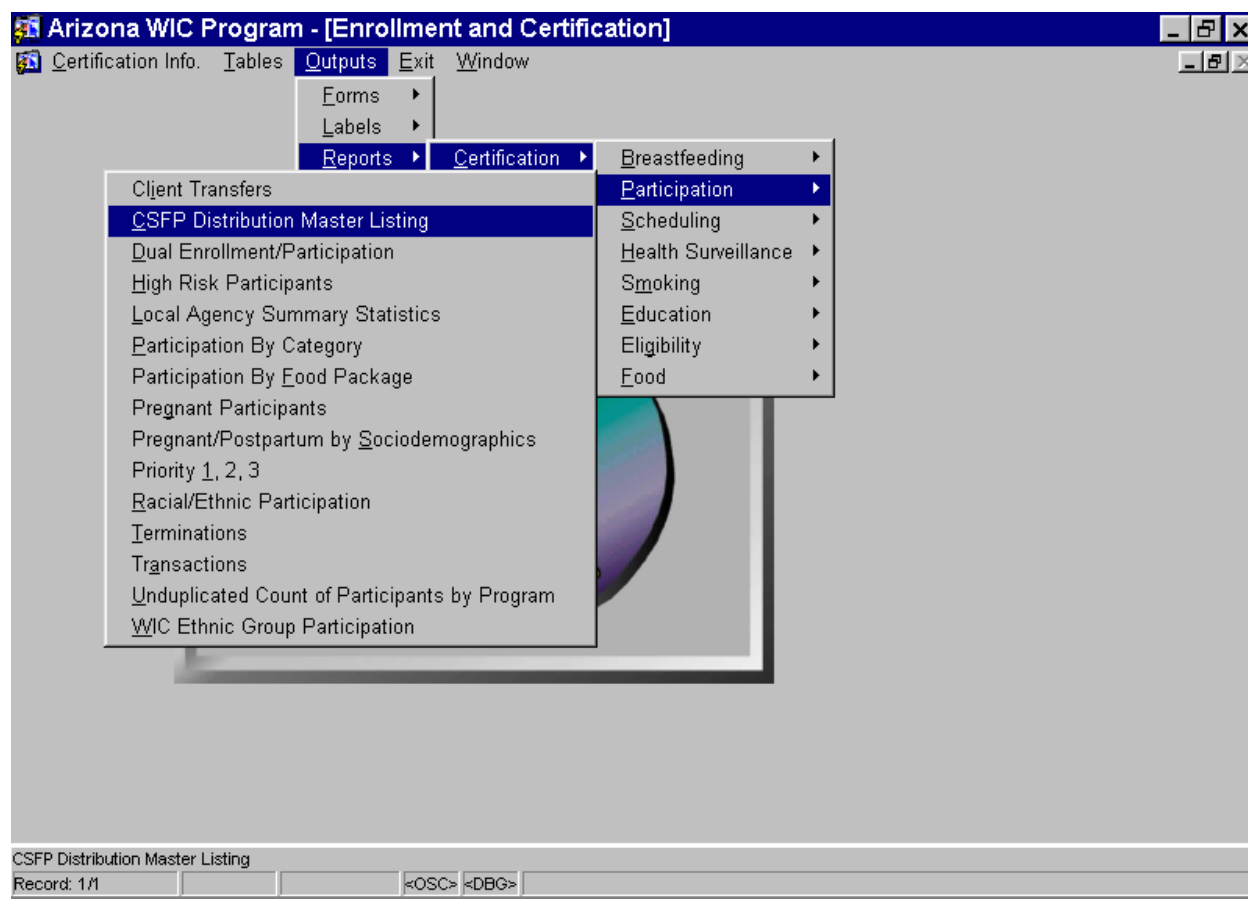 Arizona WIC Program - [Enrollment and Certification]
Certification Info. Tables Outputs Exit Window
Forms
Labels
Reports Certification Breastfeeding
Client Transfers Participation
CSFP Distribution Master Listing Scheduling
Dual Enrollment/Participation Health Surveillance
High Risk Participants Smoking
Local Agency Summary Statistics Education
Participation By Category Eligibility
Participation By Food Package Food
Pregnant Participants
Pregnant/Postpartum by Sociodemographics
Priority 1, 2, 3
Racial/Ethnic Participation
Terminations
Transactions
Unduplicated Count of Participants by Program
WIC Ethnic Group Participation
CSFP Distribution Master Listing
Record: 1/1 <OSC> <DBG>